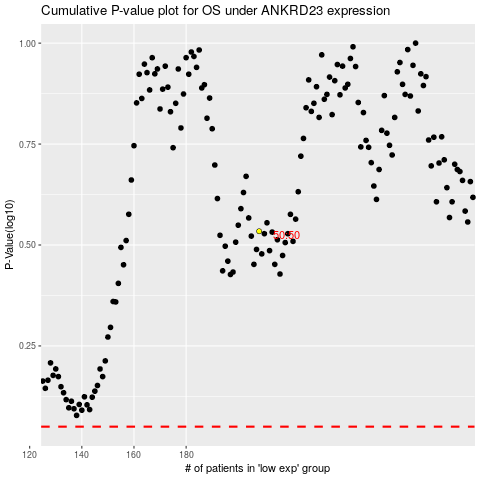 Cumulative P-value plot for OS under ANKRD23 expression
P-Value(log10)
1.00
0.75
0.50
0.25
50:50
120 140 160 180
# of patients in 'low exp' group